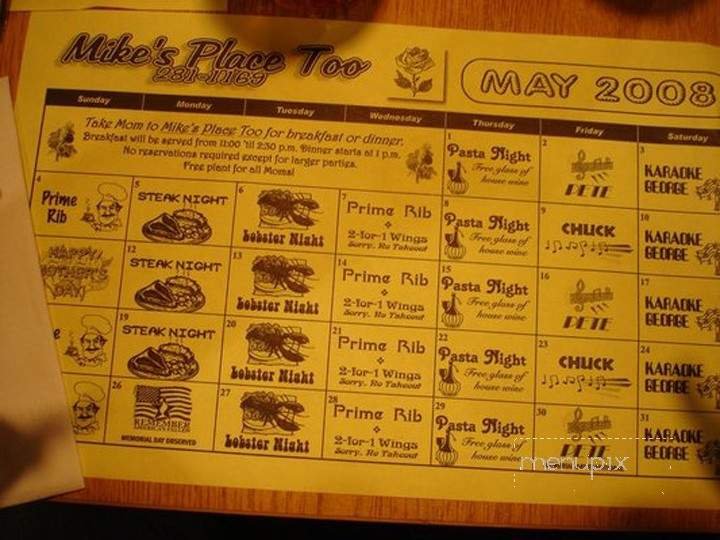 Mike's Place Too
281-1169
MAY 2008
Sunday Monday Tuesday Wednesday Thursday Friday Saturday
Take Mom to Mike's Place Too for breakfast or dinner.
Breakfast will be served from 11:00 'til 2:30 p.m. Dinner starts at 1 p.m.
No reservations required except for larger parties.
Free plant for all Moms!
1
Pasta Night
Free glass of
house wine
2
PETE
3
KARAOKE
GEORGE
4
Prime
Rib
5
STEAK NIGHT
6
Lobster Night
7
Prime Rib
2-for-1 Wings
Sorry, No Takeout
8
Pasta Night
Free glass of
house wine
9
CHUCK
10
KARAOKE
GEORGE
HAPPY
MOTHER'S
DAY!
12
STEAK NIGHT
13
Lobster Night
14
Prime Rib
2-for-1 Wings
Sorry, No Takeout
15
Pasta Night
Free glass of
house wine
16
PETE
17
KARAOKE
GEORGE
e
19
STEAK NIGHT
20
Lobster Night
21
Prime Rib
2-for-1 Wings
Sorry, No Takeout
22
Pasta Night
Free glass of
house wine
23
CHUCK
24
KARAOKE
GEORGE
26
REMEMBER
MEMORIAL DAY OBSERVED
27
Lobster Night
28
Prime Rib
2-for-1 Wings
Sorry, No Takeout
29
Pasta Night
Free glass of
house wine
30
PETE
31
KARAOKE
GEORGE
menupix